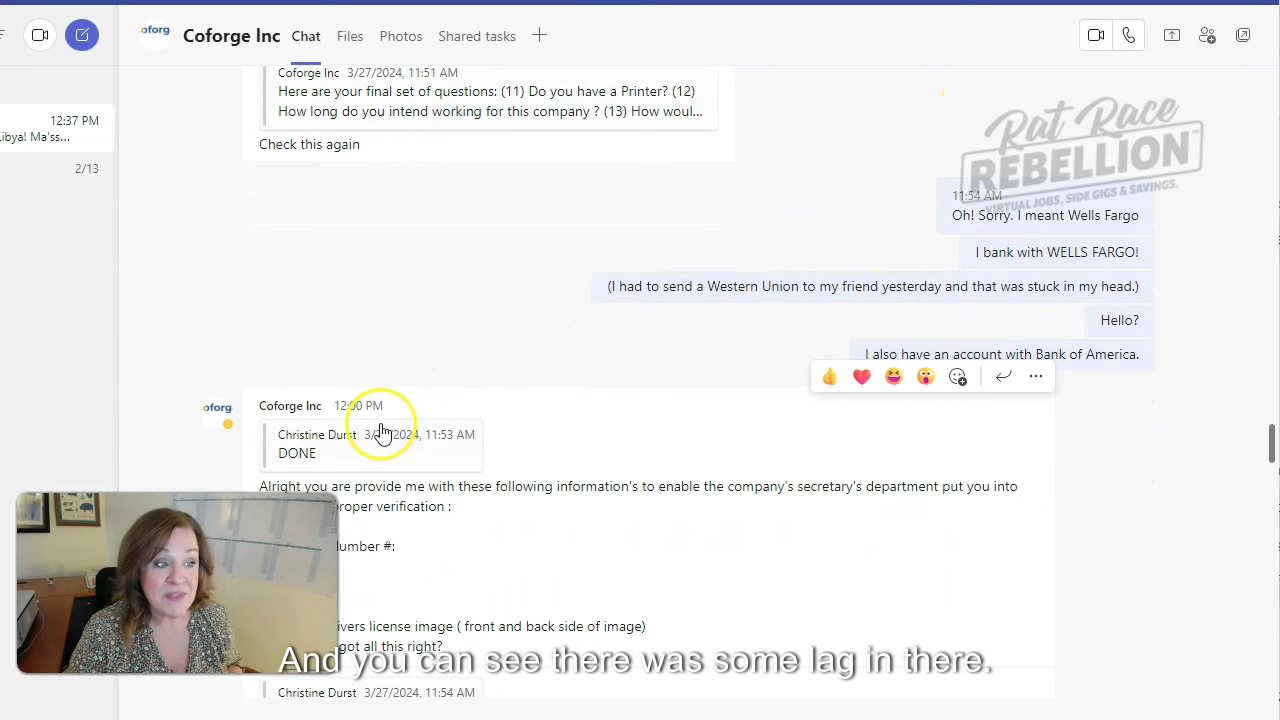 oforg
Coforge Inc
Chat
Files
Photos
Shared tasks
12:37 PM
ibya! Ma'ss...
2/13
Coforge Inc 3/27/2024, 11:51 AM
Here are your final set of questions: (11) Do you have a Printer? (12)
How long do you intend working for this company ? (13) How woul...
Check this again
Rat Race
REBELLION™
VIRTUAL JOBS, SIDE GIGS & SAVINGS.
11:54 AM
Oh! Sorry. I meant Wells Fargo
I bank with WELLS FARGO!
(I had to send a Western Union to my friend yesterday and that was stuck in my head.)
Hello?
I also have an account with Bank of America.
oforg
Coforge Inc 12:00 PM
Christine Durst 3/27/2024, 11:53 AM
DONE
Alright you are provide me with these following information's to enable the company's secretary's department put you into
proper verification :
umber #:
ivers license image ( front and back side of image)
got all this right?
And you can see there was some lag in there.
Christine Durst 3/27/2024, 11:54 AM